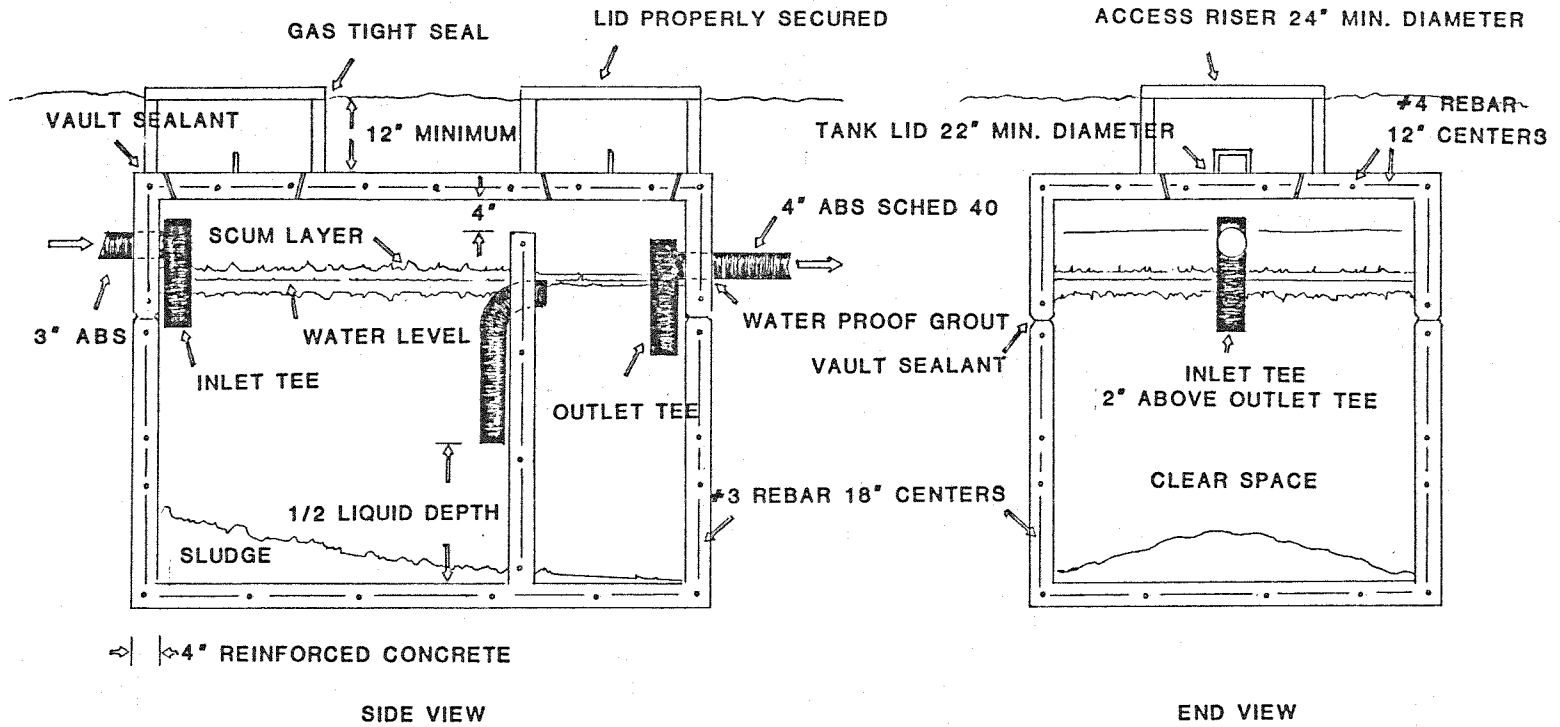 LID PROPERLY SECURED
ACCESS RISER 24" MIN. DIAMETER
GAS TIGHT SEAL
VAULT SEALANT
12" MINIMUM
TANK LID 22" MIN. DIAMETER
#4 REBAR
12" CENTERS
4"
4" ABS SCHED 40
SCUM LAYER
3" ABS
WATER LEVEL
WATER PROOF GROUT
VAULT SEALANT
INLET TEE
OUTLET TEE
INLET TEE
2" ABOVE OUTLET TEE
CLEAR SPACE
#3 REBAR 18" CENTERS
1/2 LIQUID DEPTH
SLUDGE
4" REINFORCED CONCRETE
SIDE VIEW
END VIEW